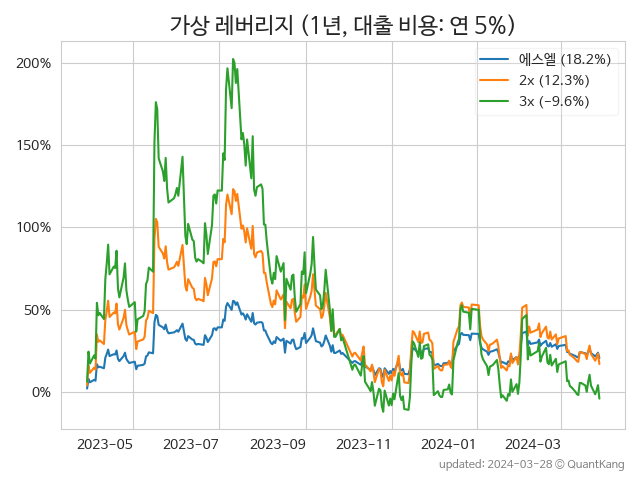 가상 레버리지 (1년, 대출 비용: 연 5%)
에스엘 (18.2%)
2x (12.3%)
3x (-9.6%)
200%
150%
100%
50%
0%
2023-05 2023-07 2023-09 2023-11 2024-01 2024-03
updated: 2024-03-28 © QuantKang